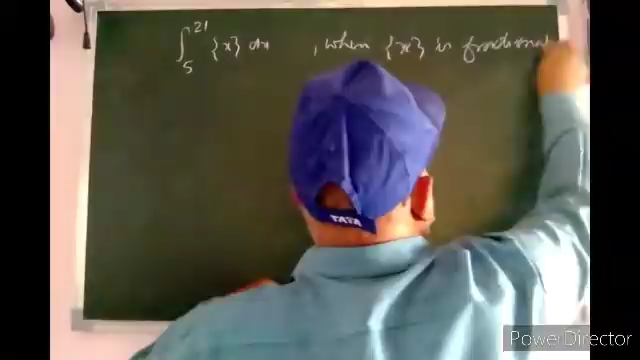 ∫₅²¹ {x} dx , when {x} is fractional
TATA
PowerDirector